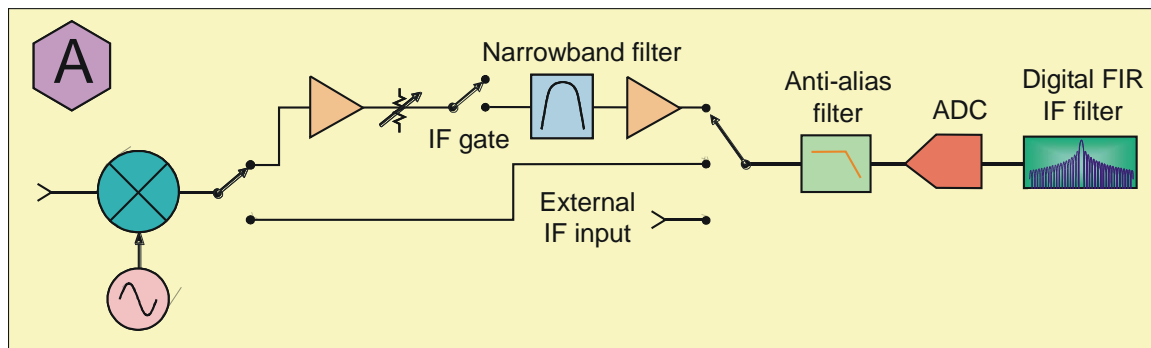 A
Narrowband filter
IF gate
External
IF input
Anti-alias
filter
ADC
Digital FIR
IF filter